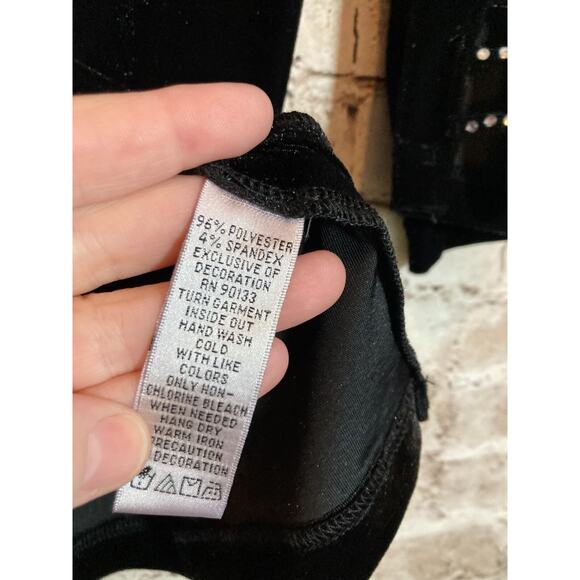 96% POLYESTER
4% SPANDEX
EXCLUSIVE OF
DECORATION
RN 90133
TURN GARMENT
INSIDE OUT
HAND WASH
COLD
WITH LIKE
COLORS
ONLY NON-
CHLORINE BLEACH
WHEN NEEDED
HANG DRY
WARM IRON
PRECAUTION
DECORATION